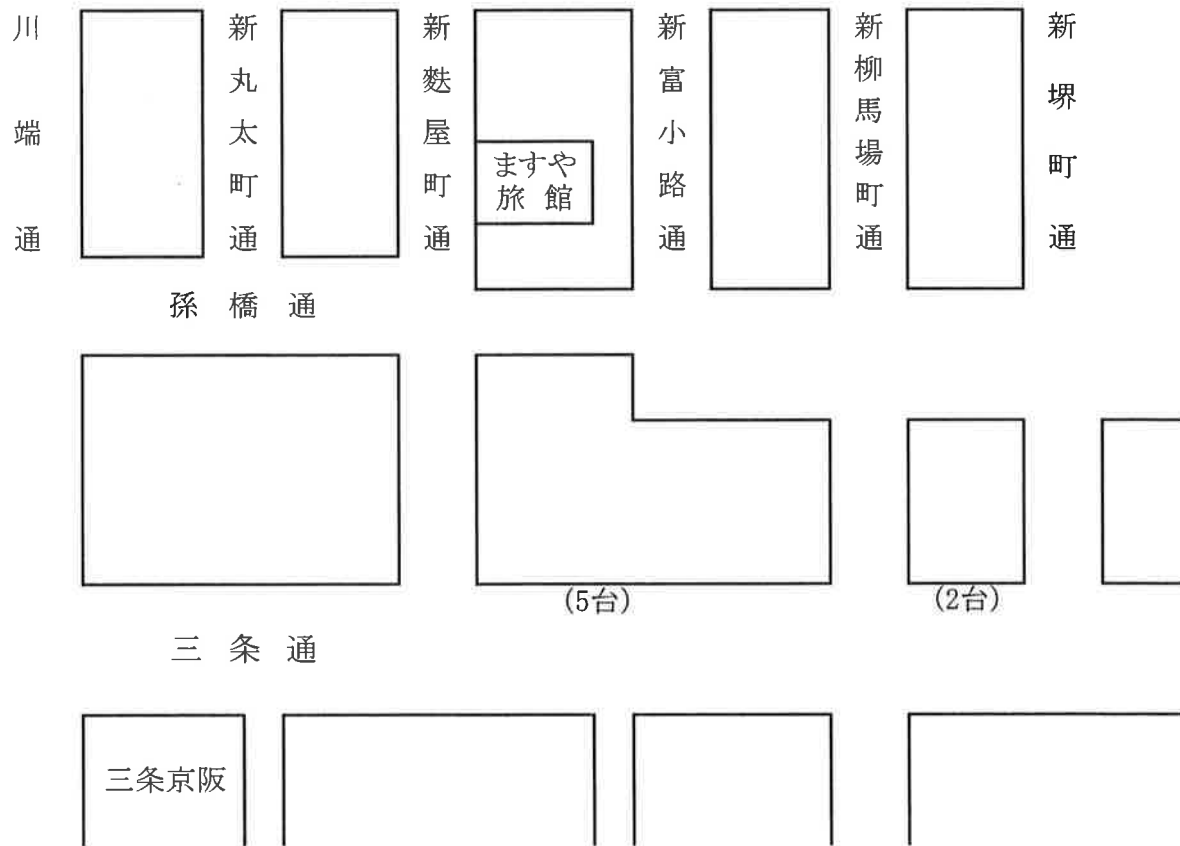 川端通
新丸太町通
新麩屋町通
新富小路通
新柳馬場町通
新堺町通
ますや
旅館
孫橋通
(5台)
(2台)
三条通
三条京阪